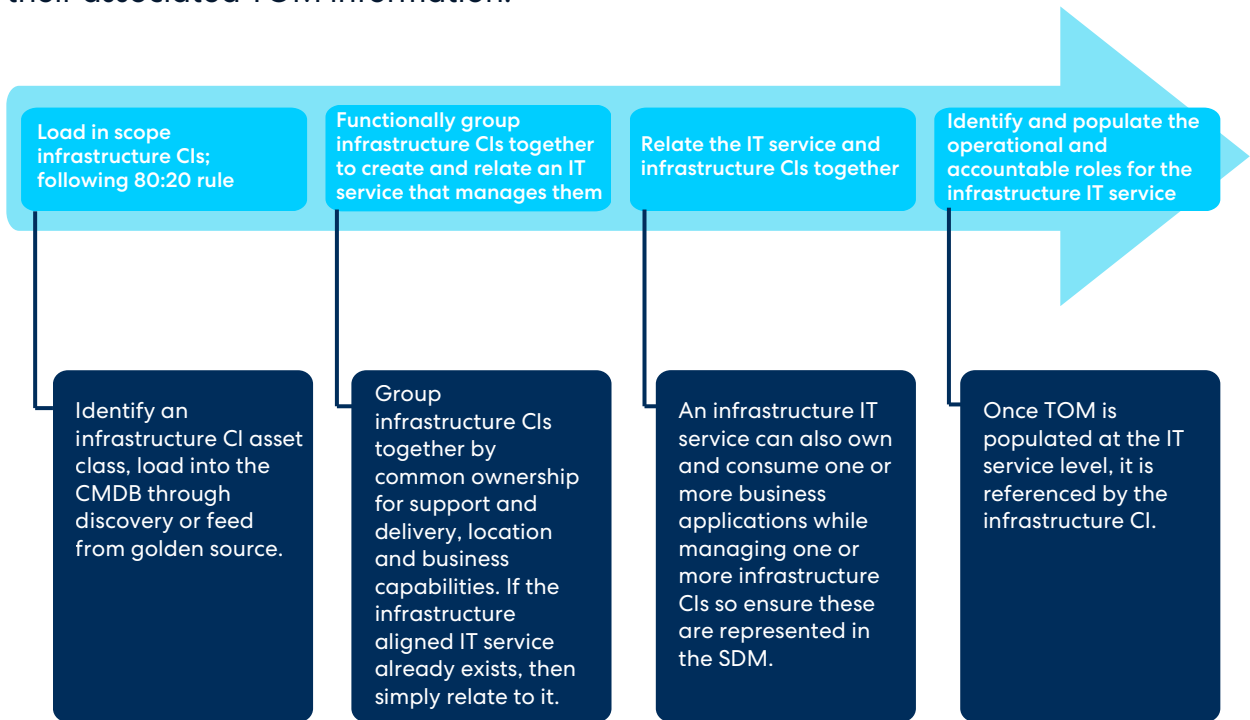 their associated TOM information.
Load in scope
infrastructure CIs;
following 80:20 rule
Functionally group
infrastructure CIs together
to create and relate an IT
service that manages them
Relate the IT service and
infrastructure CIs together
Identify and populate the
operational and
accountable roles for the
infrastructure IT service
Identify an
infrastructure CI asset
class, load into the
CMDB through
discovery or feed
from golden source.
Group
infrastructure CIs
together by
common ownership
for support and
delivery, location
and business
capabilities. If the
infrastructure
aligned IT service
already exists, then
simply relate to it.
An infrastructure IT
service can also own
and consume one or
more business
applications while
managing one or
more infrastructure
CIs so ensure these
are represented in
the SDM.
Once TOM is
populated at the IT
service level, it is
referenced by the
infrastructure CI.